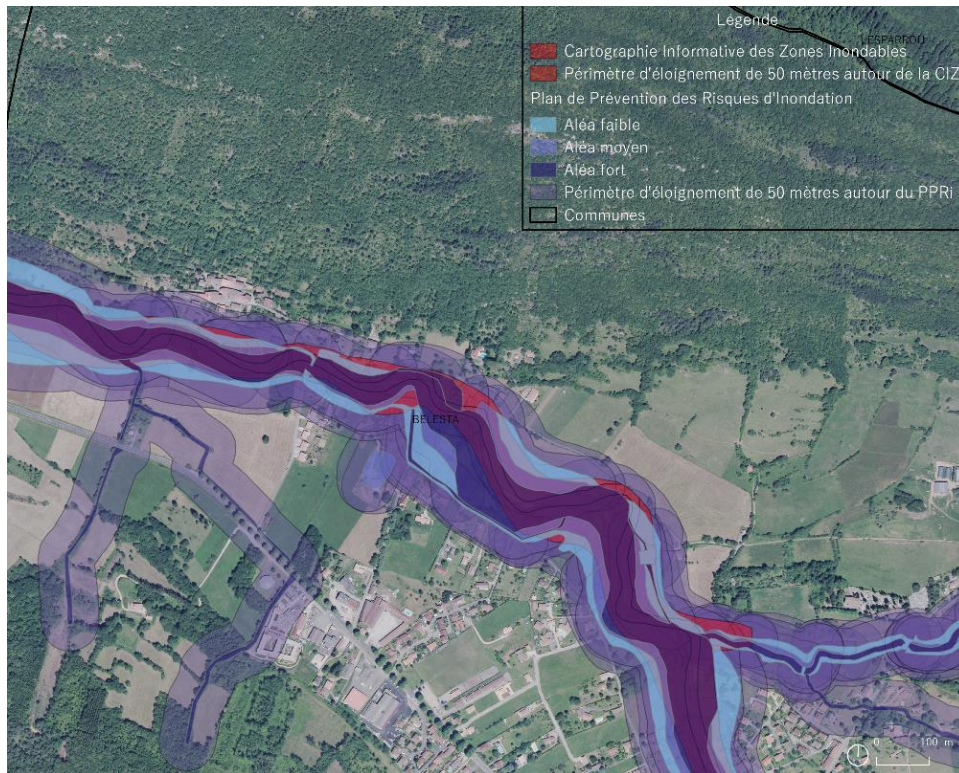 Légende
LESPARROU
Cartographie Informative des Zones Inondables
Périmètre d'éloignement de 50 mètres autour de la CIZ
Plan de Prévention des Risques d'Inondation
Aléa faible
Aléa moyen
Aléa fort
Périmètre d'éloignement de 50 mètres autour du PPRi
Communes
BELESTA
0 100 m